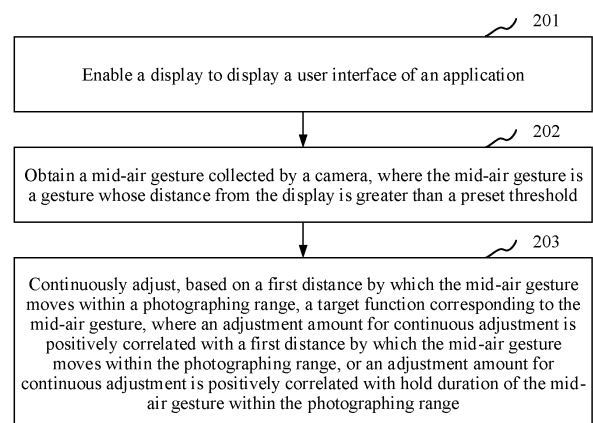 201
Enable a display to display a user interface of an application
202
Obtain a mid-air gesture collected by a camera, where the mid-air gesture is
a gesture whose distance from the display is greater than a preset threshold
203
Continuously adjust, based on a first distance by which the mid-air gesture
moves within a photographing range, a target function corresponding to the
mid-air gesture, where an adjustment amount for continuous adjustment is
positively correlated with a first distance by which the mid-air gesture
moves within the photographing range, or an adjustment amount for
continuous adjustment is positively correlated with hold duration of the mid-
air gesture within the photographing range